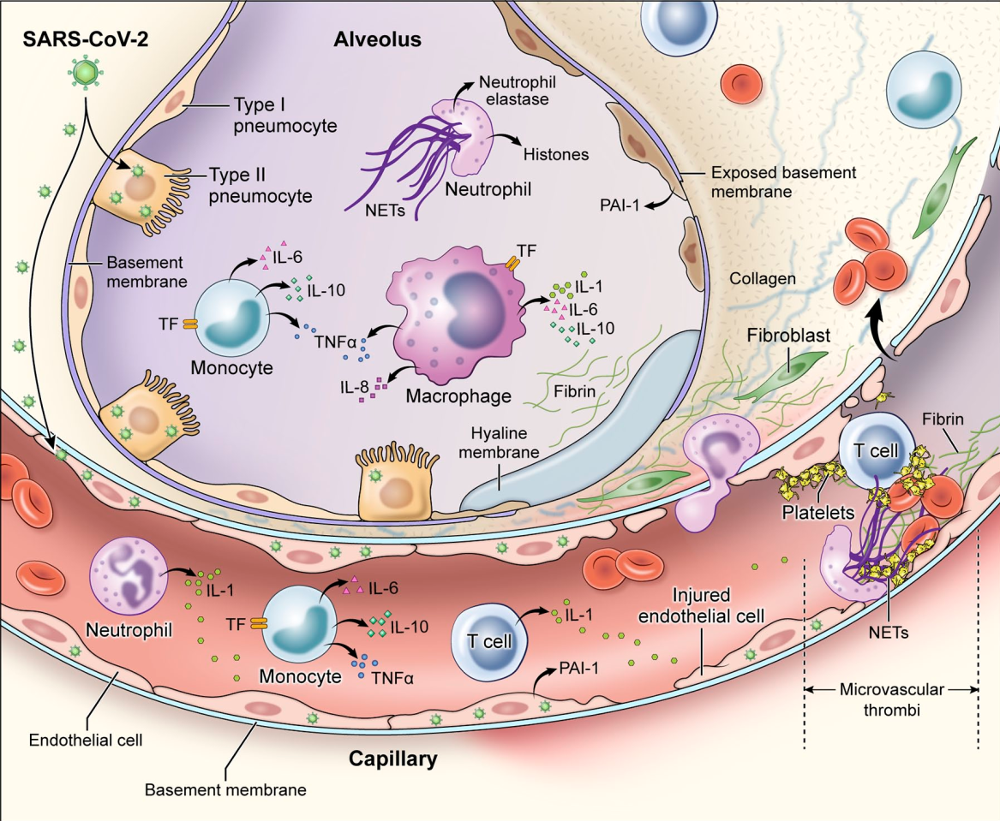 SARS-CoV-2
Alveolus
Type I
pneumocyte
Type II
pneumocyte
Basement
membrane
Neutrophil
elastase
Histones
Neutrophil
NETs
PAI-1
Exposed basement
membrane
IL-6
IL-10
TF
TNFα
Monocyte
TF
IL-1
IL-6
IL-10
IL-8
Macrophage
Fibrin
Hyaline
membrane
Collagen
Fibroblast
T cell
Fibrin
Platelets
NETs
Microvascular
thrombi
Neutrophil
IL-1
TF
IL-6
IL-10
TNFα
Monocyte
T cell
IL-1
PAI-1
Injured
endothelial cell
Endothelial cell
Basement membrane
Capillary